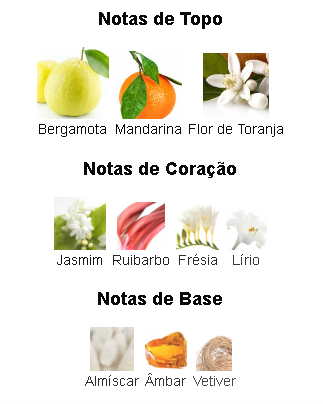 Notas de Topo
Bergamota Mandarina Flor de Toranja
Notas de Coração
Jasmim Ruibarbo Frésia Lírio
Notas de Base
Almíscar Âmbar Vetiver